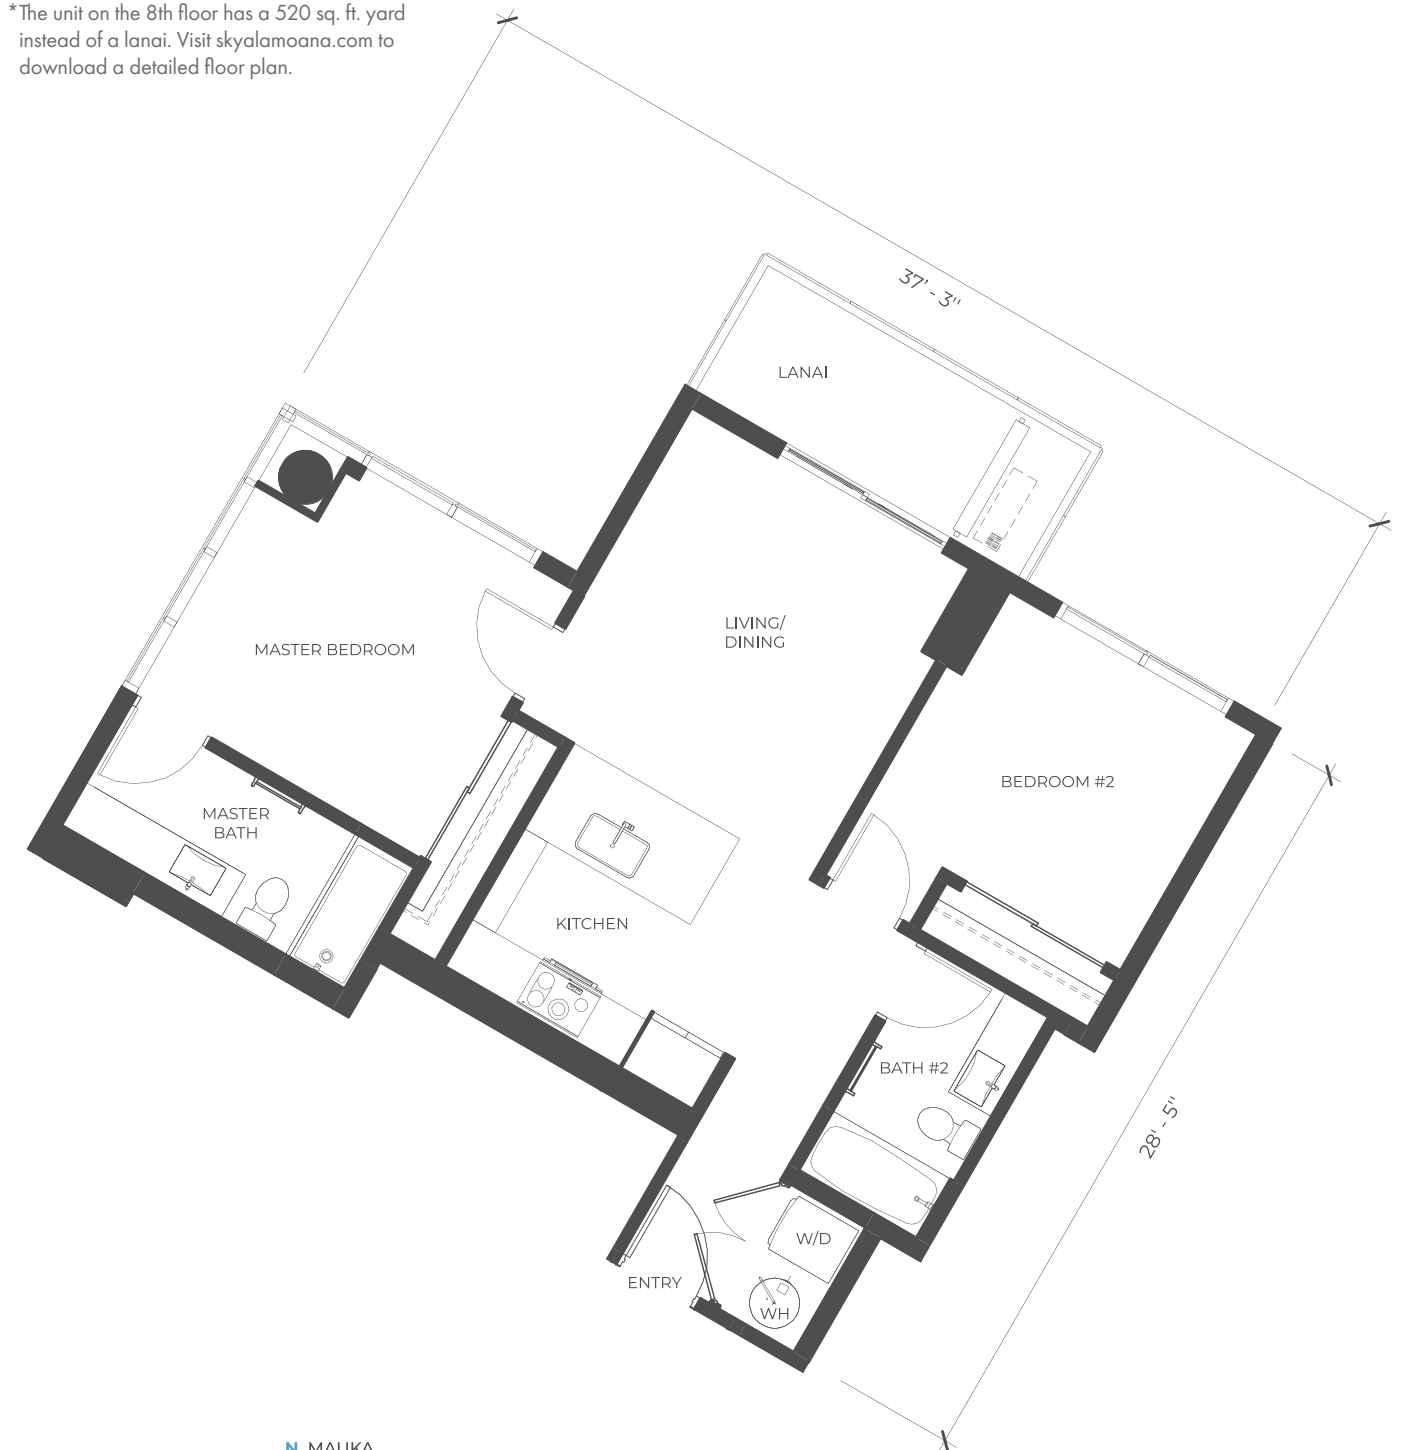 *The unit on the 8th floor has a 520 sq. ft. yard
instead of a lanai. Visit skyalamoana.com to
download a detailed floor plan.
37' - 3"
LANAI
LIVING/
DINING
MASTER BEDROOM
BEDROOM #2
MASTER
BATH
KITCHEN
BATH #2
28' - 5"
W/D
ENTRY
WH
N MAUKA